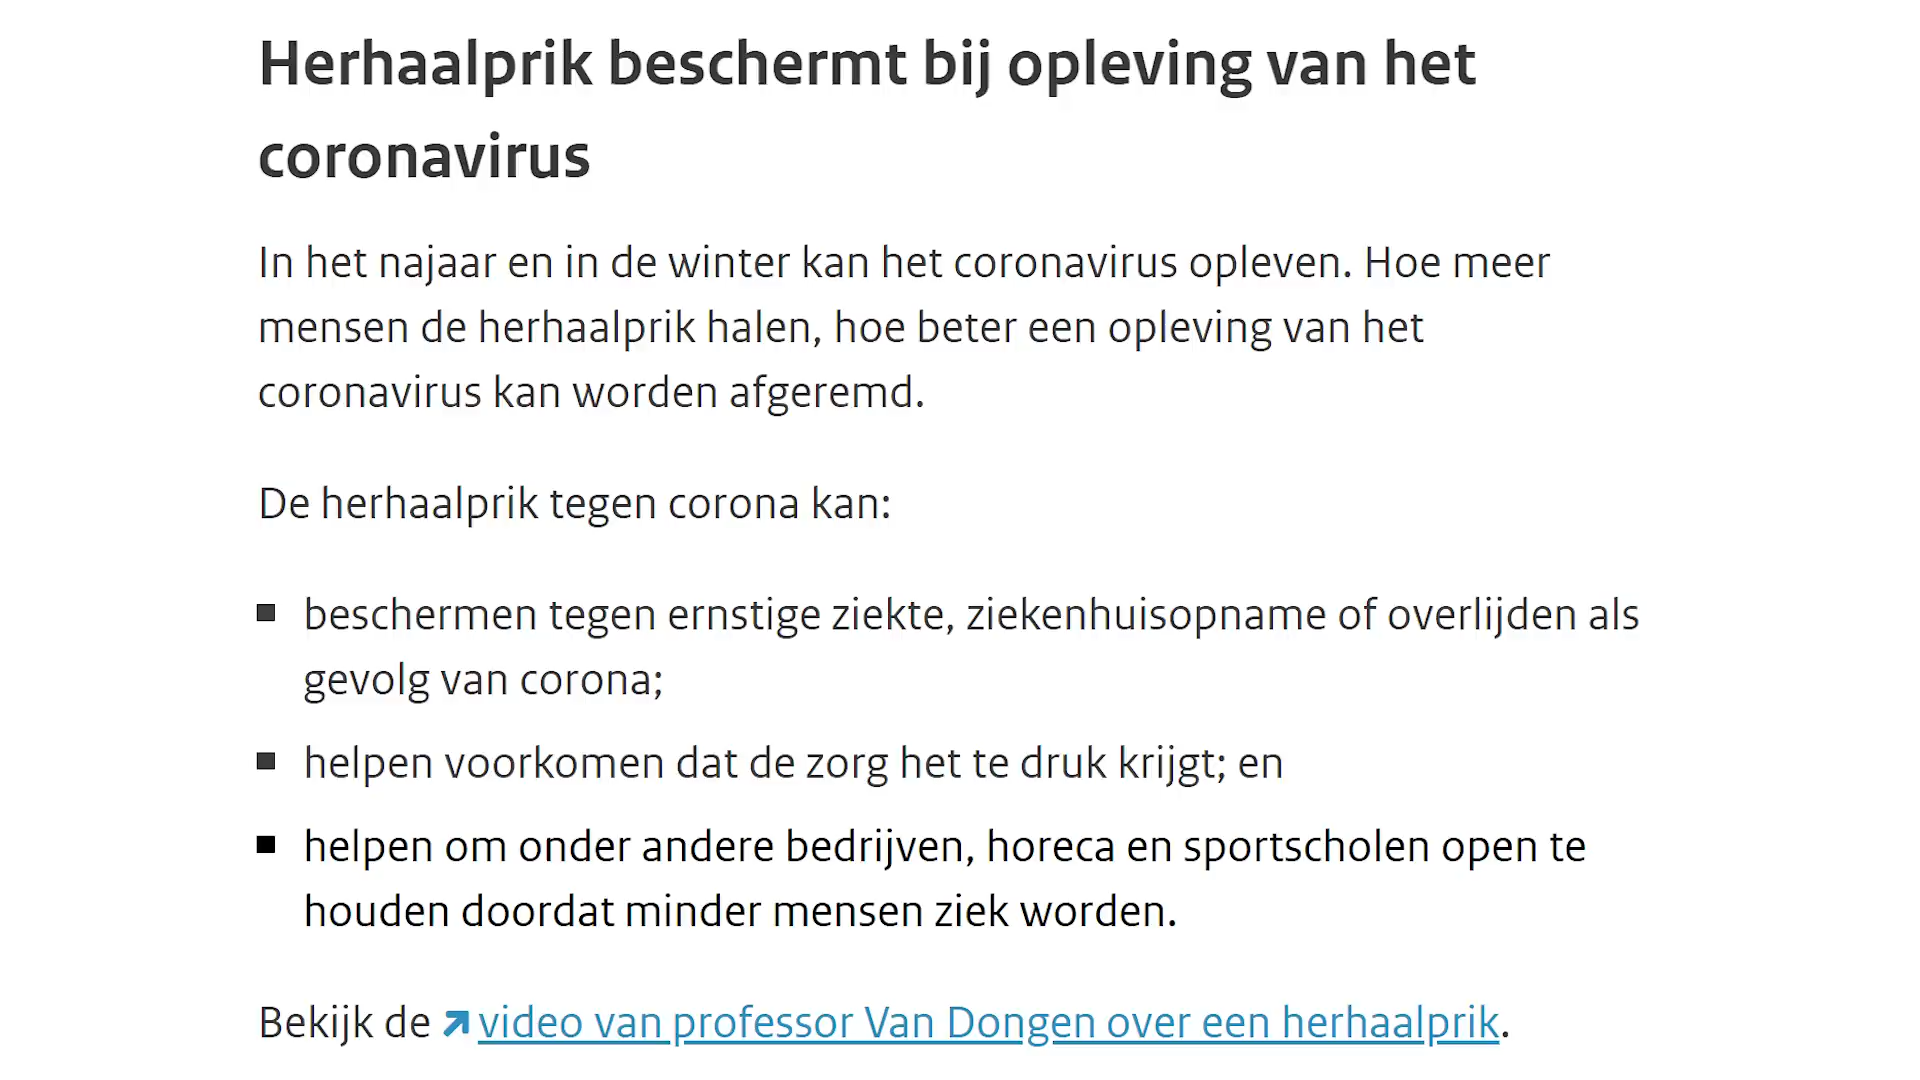 Herhaalprik beschermt bij opleving van het
coronavirus
In het najaar en in de winter kan het coronavirus opleven. Hoe meer
mensen de herhaalprik halen, hoe beter een opleving van het
coronavirus kan worden afgeremd.
De herhaalprik tegen corona kan:
beschermen tegen ernstige ziekte, ziekenhuisopname of overlijden als
gevolg van corona;
helpen voorkomen dat de zorg het te druk krijgt; en
helpen om onder andere bedrijven, horeca en sportscholen open te
houden doordat minder mensen ziek worden.
Bekijk de video van professor Van Dongen over een herhaalprik.